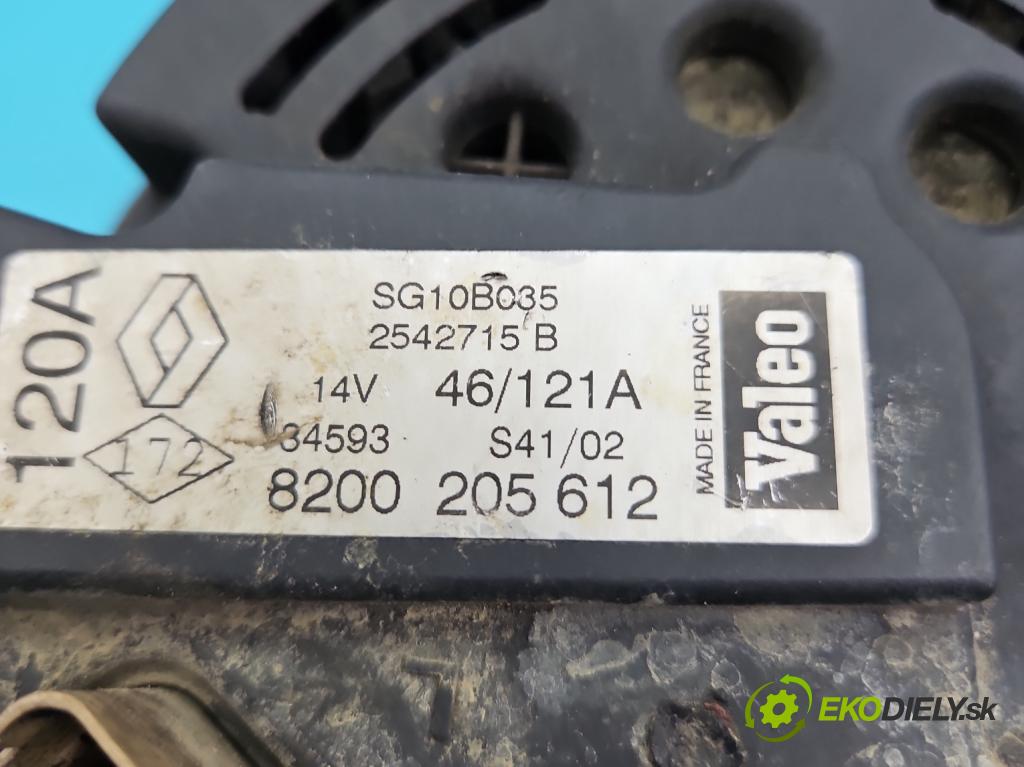 120A
172
SG10B035
2542715 B
14V 46/121A
34593 S41/02
8200 205 612
MADE IN FRANCE
Valeo
EKODIELY.sk